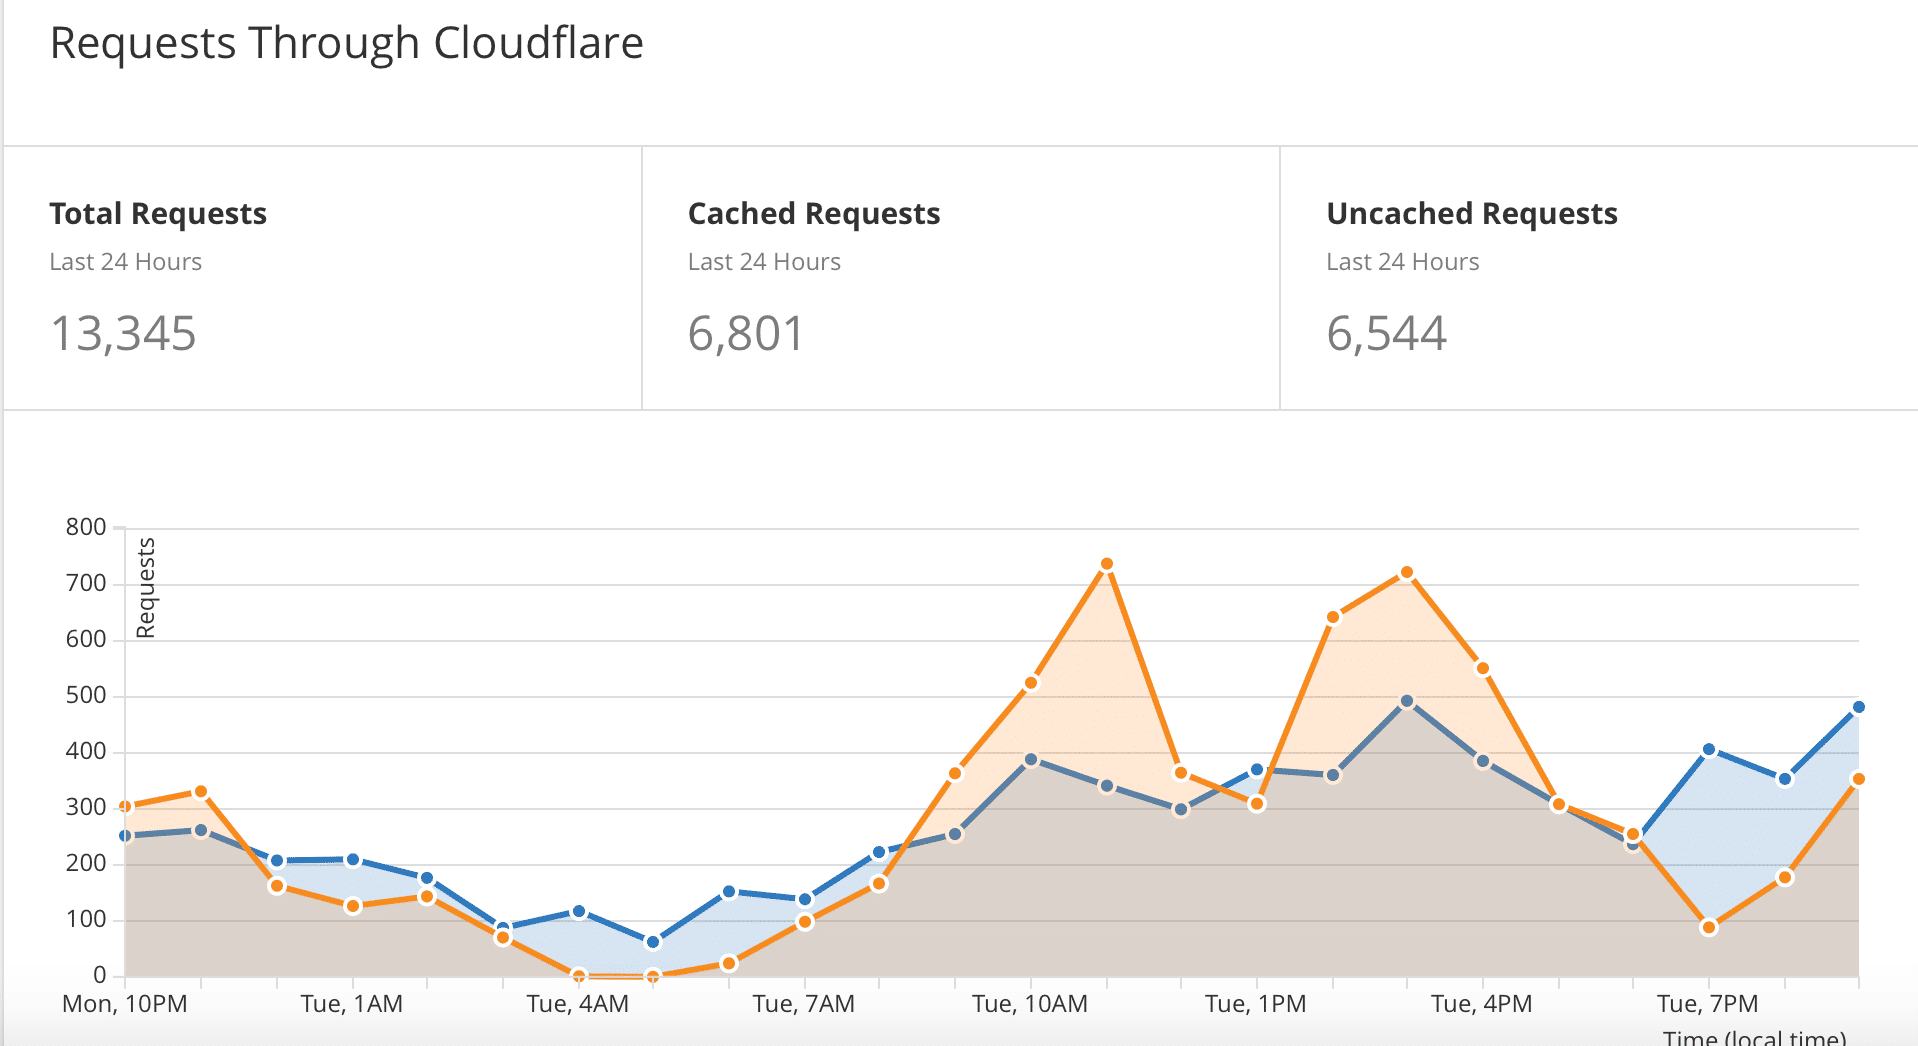 Requests Through Cloudflare
Total Requests
Last 24 Hours
13,345
Cached Requests
Last 24 Hours
6,801
Uncached Requests
Last 24 Hours
6,544
800
700
600
500
400
300
200
100
0
Requests
Mon, 10PM
Tue, 1AM
Tue, 4AM
Tue, 7AM
Tue, 10AM
Tue, 1PM
Tue, 4PM
Tue, 7PM
Time (local time)